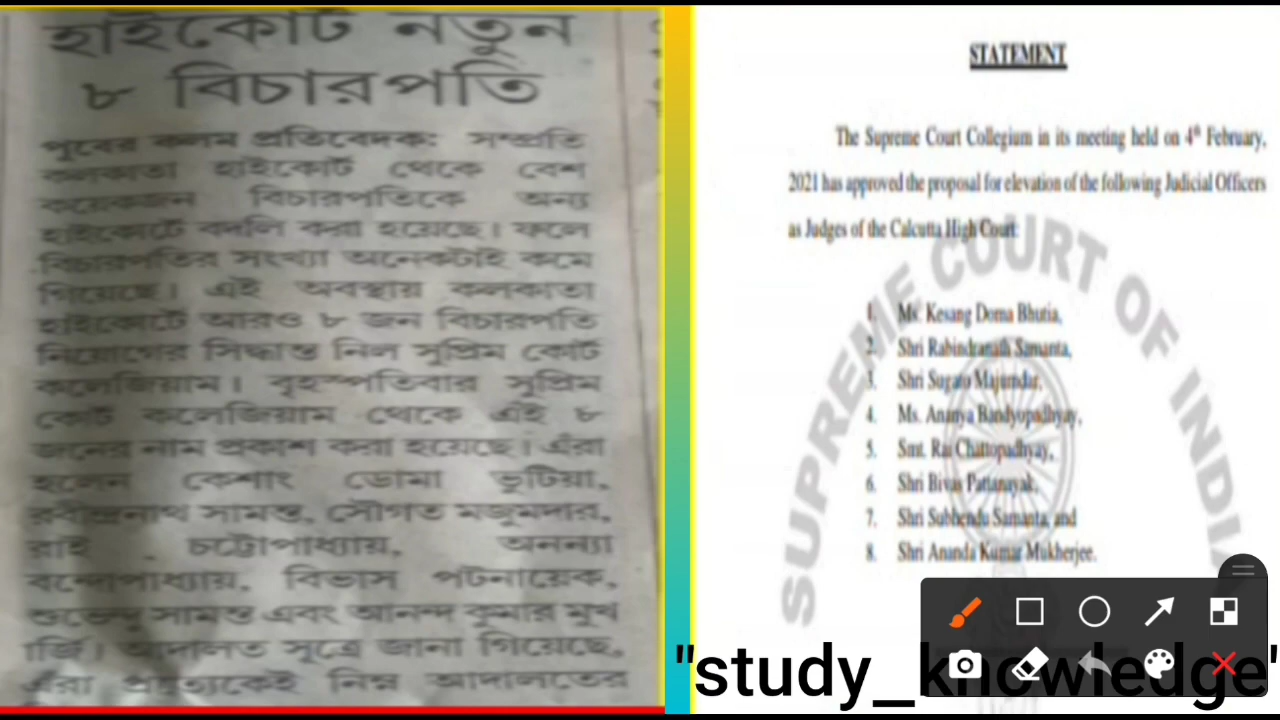 হাইকোর্ট নতুন
৮ বিচারপতি
পুবের কলম প্রতিবেদক: সম্প্রতি
কলকাতা হাইকোর্ট থেকে বেশ
কয়েকজন বিচারপতিকে অন্য
হাইকোর্টে বদলি করা হয়েছে। ফলে
বিচারপতির সংখ্যা অনেকটাই কমে
গিয়েছে। এই অবস্থায় কলকাতা
হাইকোর্টে আরও ৮ জন বিচারপতি
নিয়োগের সিদ্ধান্ত নিল সুপ্রিম কোর্ট
কলেজিয়াম। বৃহস্পতিবার সুপ্রিম
কোর্ট কলেজিয়াম থেকে এই ৮
জনের নাম প্রকাশ করা হয়েছে। এঁরা
হলেন কেশাং ডোমা ভুটিয়া,
রবীন্দ্রনাথ সামন্ত, সৌগত মজুমদার,
রাই চট্টোপাধ্যায়, অনন্যা
বন্দোপাধ্যায়, বিভাস পটনায়েক,
শুভেন্দু সামন্ত এবং আনন্দ কুমার মুখ
র্জি। আদালত সূত্রে জানা গিয়েছে,
এঁরা প্রত্যেকেই নিম্ন আদালতের
STATEMENT
The Supreme Court Collegium in its meeting held on 4th February,
2021 has approved the proposal for elevation of the following Judicial Officers
as Judges of the Calcutta High Court:
1. Ms. Kesang Doma Bhutia,
2. Shri Rabindranath Samanta,
3. Shri Sugato Majumdar,
4. Ms. Ananya Bandyopadhyay,
5. Smt. Rai Chattopadhyay,
6. Shri Bivas Pattanayak,
7. Shri Subhendu Samanta, and
8. Shri Ananda Kumar Mukherjee.
SUPREME COURT OF INDIA
"study_knowledge"